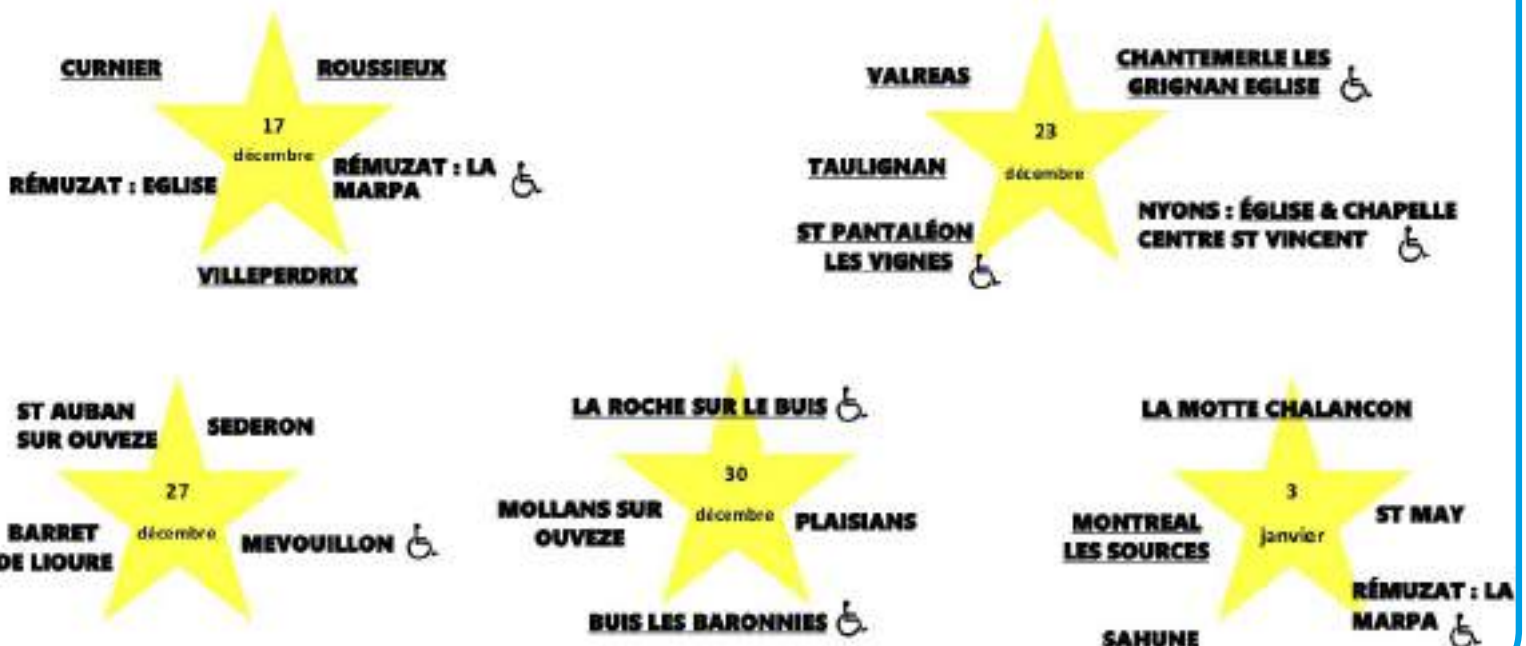 CURNIER
ROUSSIEUX
17
décembre
RÉMUZAT : EGLISE
RÉMUZAT : LA
MARPA
VILLEPERDRIX
VALREAS
CHANTEMERLE LES
GRIGNAN EGLISE
23
décembre
TAULIGNAN
ST PANTALÉON
LES VIGNES
NYONS : ÉGLISE & CHAPELLE
CENTRE ST VINCENT
ST AUBAN
SUR OUVEZE
SEDERON
27
décembre
BARRET
DE LIOURE
MEVOUILLON
LA ROCHE SUR LE BUIS
30
décembre
MOLLANS SUR
OUVEZE
PLAISIANS
BUIS LES BARONNIES
LA MOTTE CHALANCON
3
janvier
MONTREAL
LES SOURCES
ST MAY
RÉMUZAT : LA
MARPA
SAHUNE